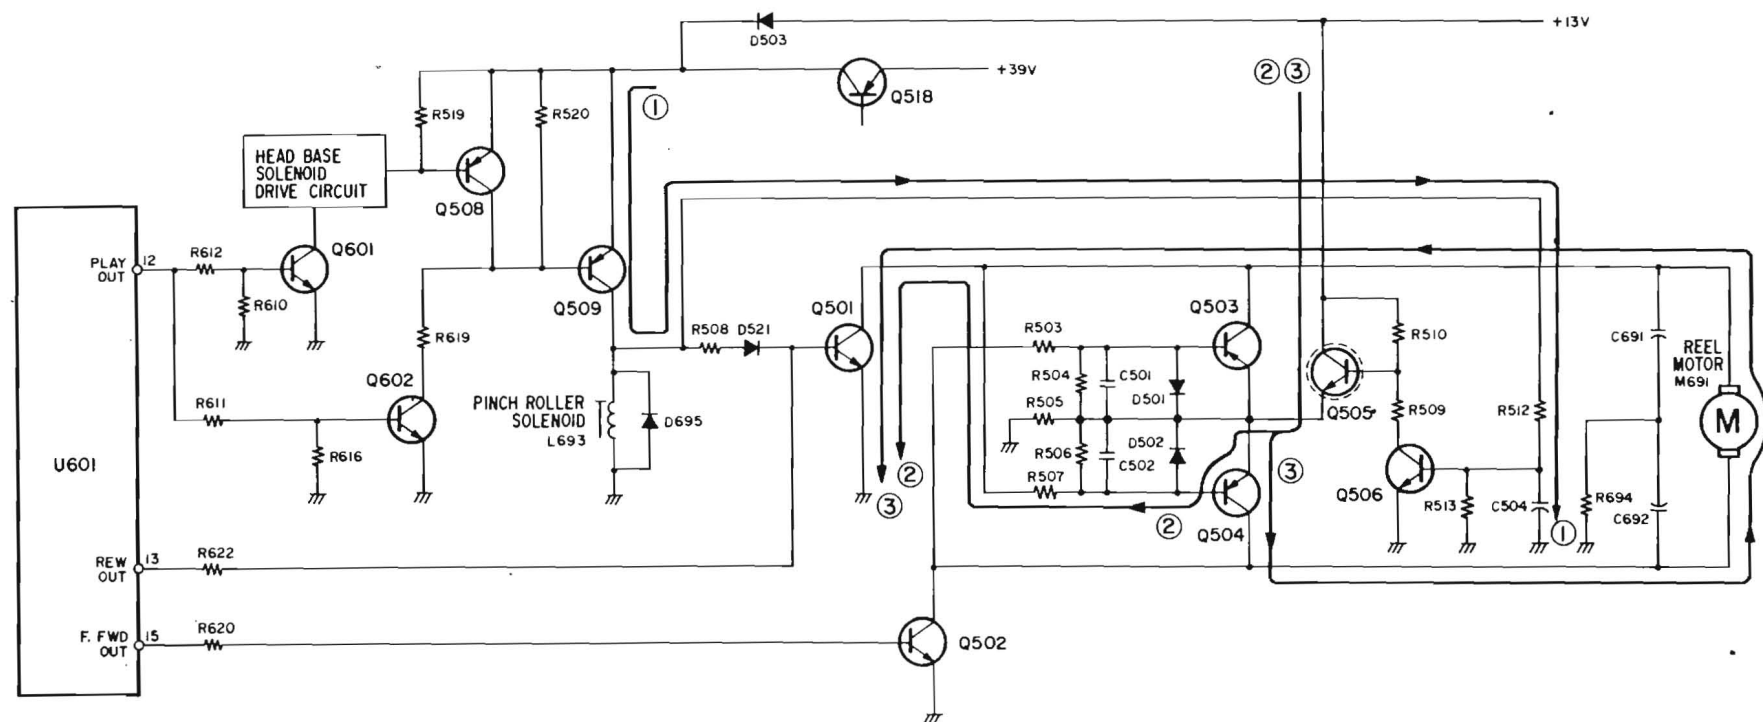 +13V
D503
② ③
+39V
Q518
①
R519
R520
HEAD BASE
SOLENOID
DRIVE CIRCUIT
Q508
Q601
R612
12
PLAY
OUT
R610
Q509
Q501
Q503
R619
R508 D521
R503
R510
C691
REEL
MOTOR
M691
R504
C501
D501
Q602
PINCH ROLLER
SOLENOID
L693
D695
R505
Q505
R509
R512
M
R611
R616
R506
C502
D502
R507
②
③
③
②
Q504
Q506
R513
C504
①
R694
C692
U601
REW
OUT
13
R622
F. FWD
OUT
15
R620
Q502